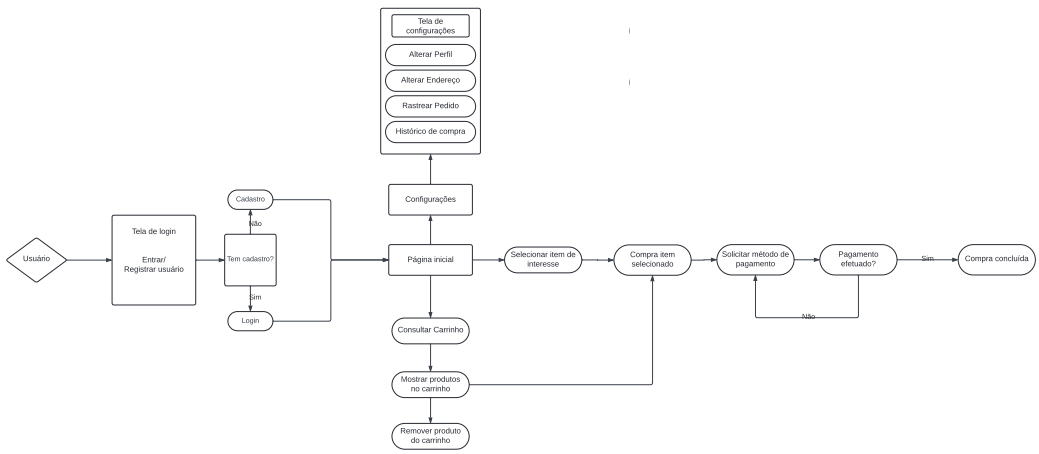 Tela de
configurações
Alterar Perfil
Alterar Endereço
Rastrear Pedido
Histórico de compra
Configurações
Cadastro
Não
Tela de login
Entrar/
Registrar usuário
Usuário
Tem cadastro?
Sim
Login
Página inicial
Selecionar item de
interesse
Compra item
selecionado
Solicitar método de
pagamento
Pagamento
efetuado?
Sim
Compra concluída
Não
Consultar Carrinho
Mostrar produtos
no carrinho
Remover produto
do carrinho